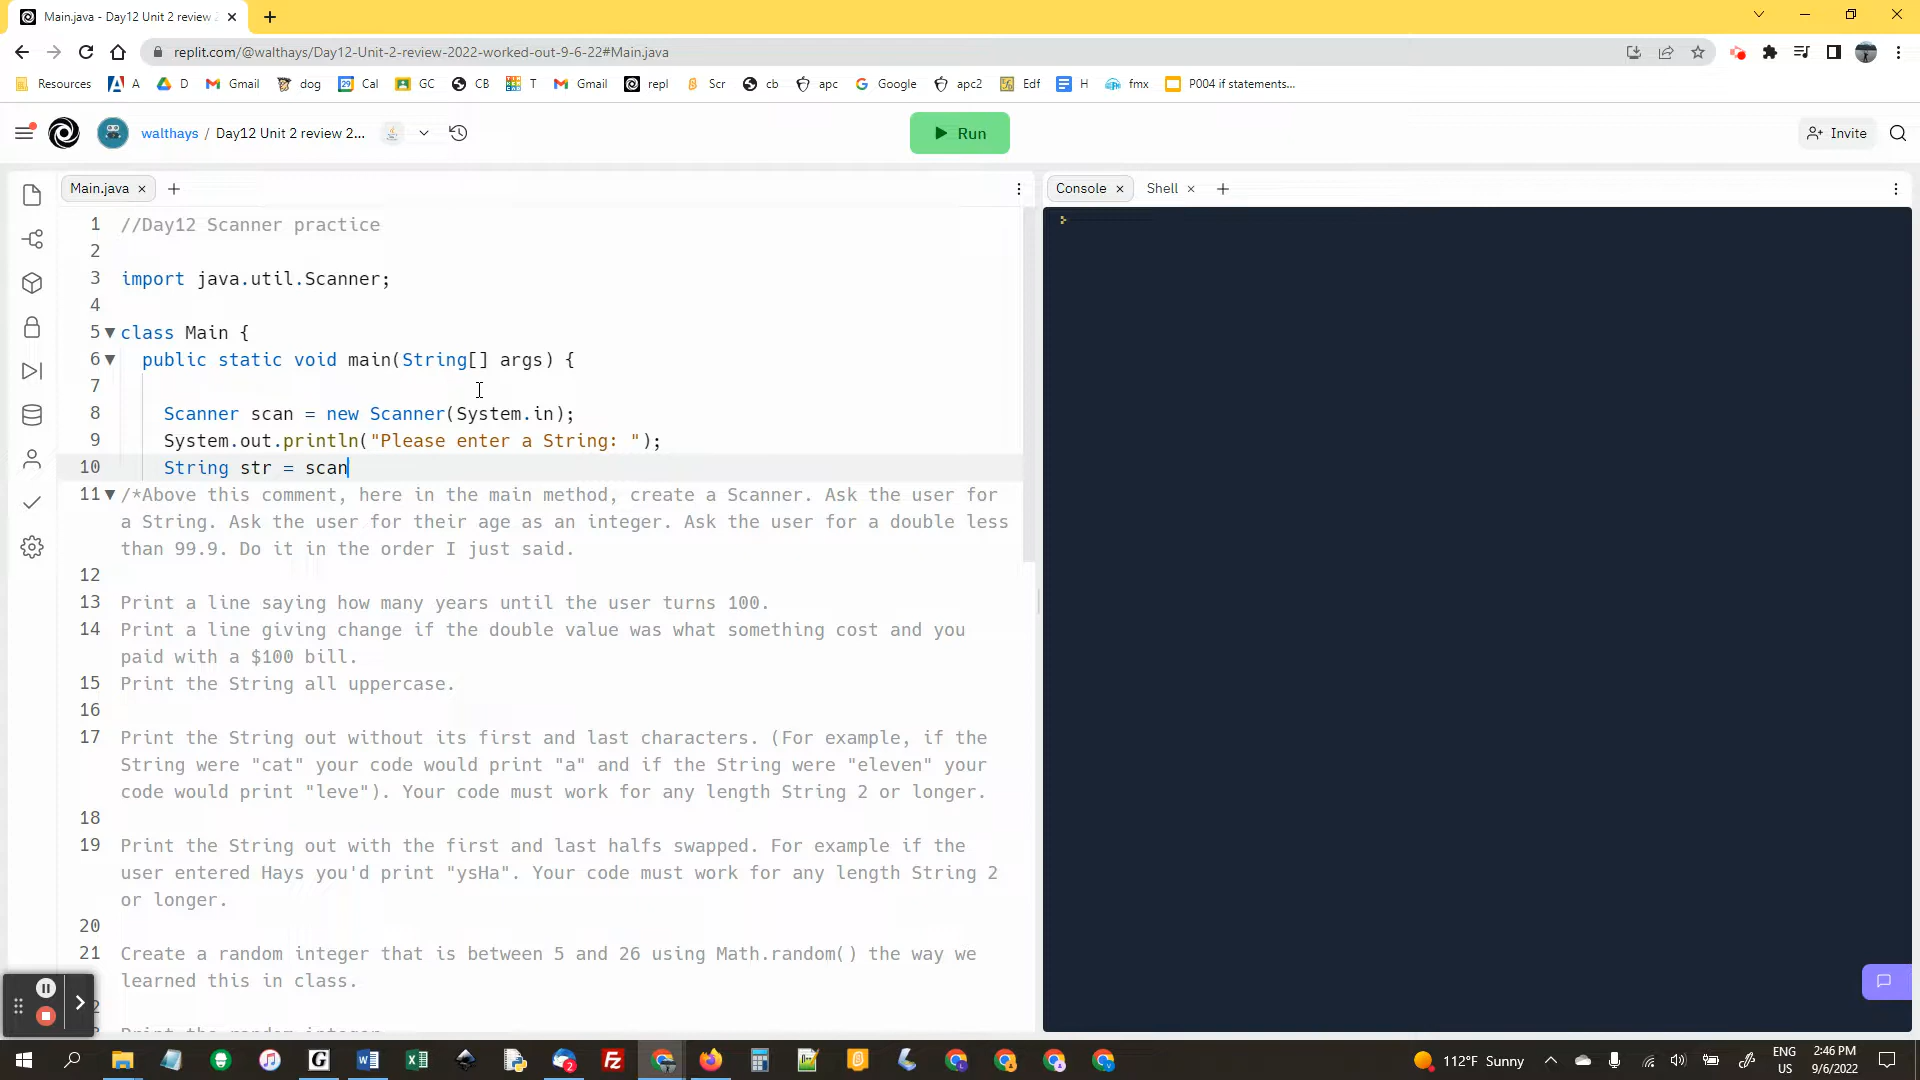 Main.java - Day12 Unit 2 review
replit.com/@walthays/Day12-Unit-2-review-2022-worked-out-9-6-22#Main.java
Resources A D Gmail dog Cal GC CB T Gmail repl Scr cb apc Google apc2 Edf H fmx P004 if statements...
walthays / Day12 Unit 2 review 2...
Run
Invite
Main.java
Console Shell
1 //Day12 Scanner practice
2
3 import java.util.Scanner;
4
5 class Main {
6 public static void main(String[] args) {
7
8 Scanner scan = new Scanner(System.in);
9 System.out.println("Please enter a String: ");
10 String str = scan
11 /*Above this comment, here in the main method, create a Scanner. Ask the user for
a String. Ask the user for their age as an integer. Ask the user for a double less
than 99.9. Do it in the order I just said.
12
13 Print a line saying how many years until the user turns 100.
14 Print a line giving change if the double value was what something cost and you
paid with a $100 bill.
15 Print the String all uppercase.
16
17 Print the String out without its first and last characters. (For example, if the
String were "cat" your code would print "a" and if the String were "eleven" your
code would print "leve"). Your code must work for any length String 2 or longer.
18
19 Print the String out with the first and last halfs swapped. For example if the
user entered Hays you'd print "ysHa". Your code must work for any length String 2
or longer.
20
21 Create a random integer that is between 5 and 26 using Math.random() the way we
learned this in class.
Print the random integer
112°F Sunny
ENG
US
2:46 PM
9/6/2022